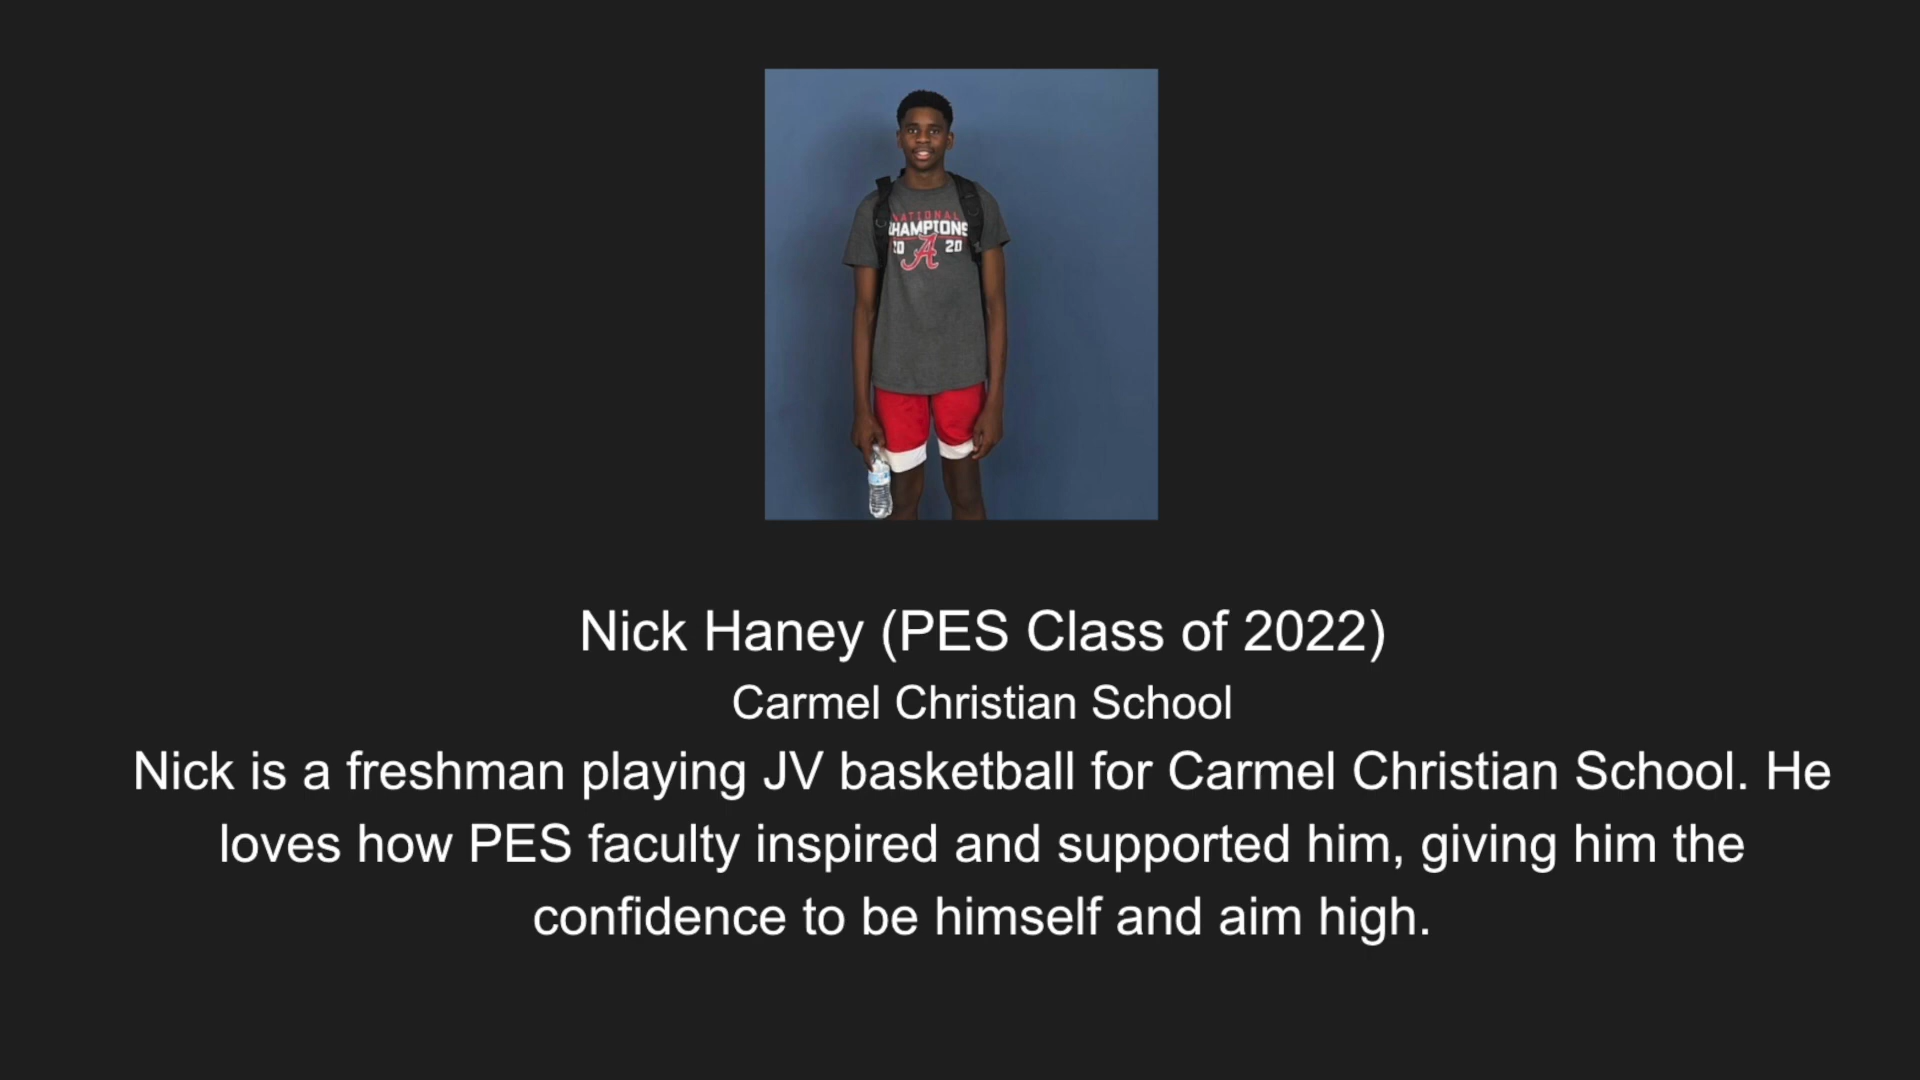 NATIONAL
CHAMPIONS
20 A 20
Nick Haney (PES Class of 2022)
Carmel Christian School
Nick is a freshman playing JV basketball for Carmel Christian School. He
loves how PES faculty inspired and supported him, giving him the
confidence to be himself and aim high.